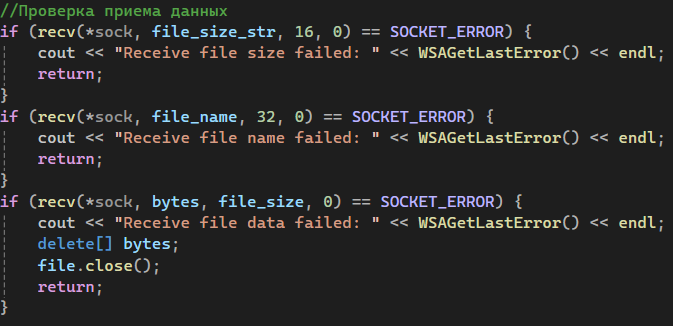 //Проверка приема данных
if (recv(*sock, file_size_str, 16, 0) == SOCKET_ERROR) {
    cout << "Receive file size failed: " << WSAGetLastError() << endl;
    return;
}
if (recv(*sock, file_name, 32, 0) == SOCKET_ERROR) {
    cout << "Receive file name failed: " << WSAGetLastError() << endl;
    return;
}
if (recv(*sock, bytes, file_size, 0) == SOCKET_ERROR) {
    cout << "Receive file data failed: " << WSAGetLastError() << endl;
    delete[] bytes;
    file.close();
    return;
}